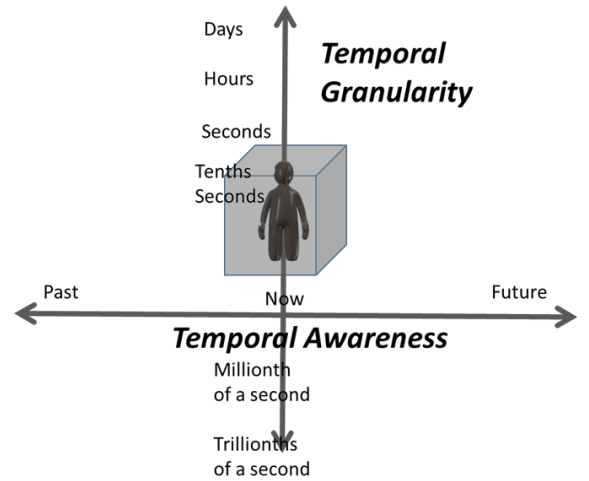 Days
Temporal
Granularity
Hours
Seconds
Tenths
Seconds
Past
Now
Future
Temporal Awareness
Millionth
of a second
Trillionths
of a second